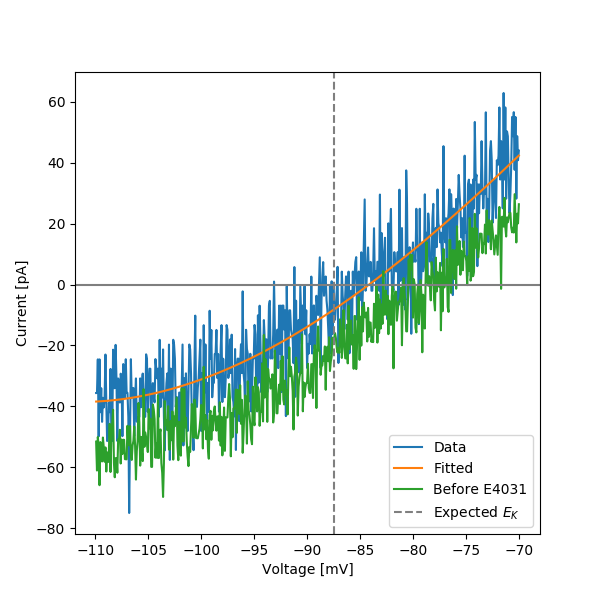 60
40
20
0
−20
−40
−60
−80
Current [pA]
Data
Fitted
Before E4031
Expected E_K
−110
−105
−100
−95
−90
−85
−80
−75
−70
Voltage [mV]